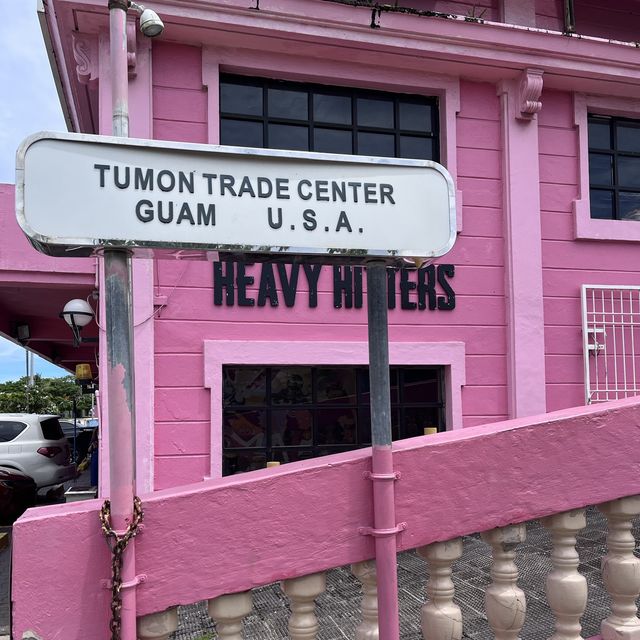 TUMON TRADE CENTER
GUAM U.S.A.
HEAVY HITTERS